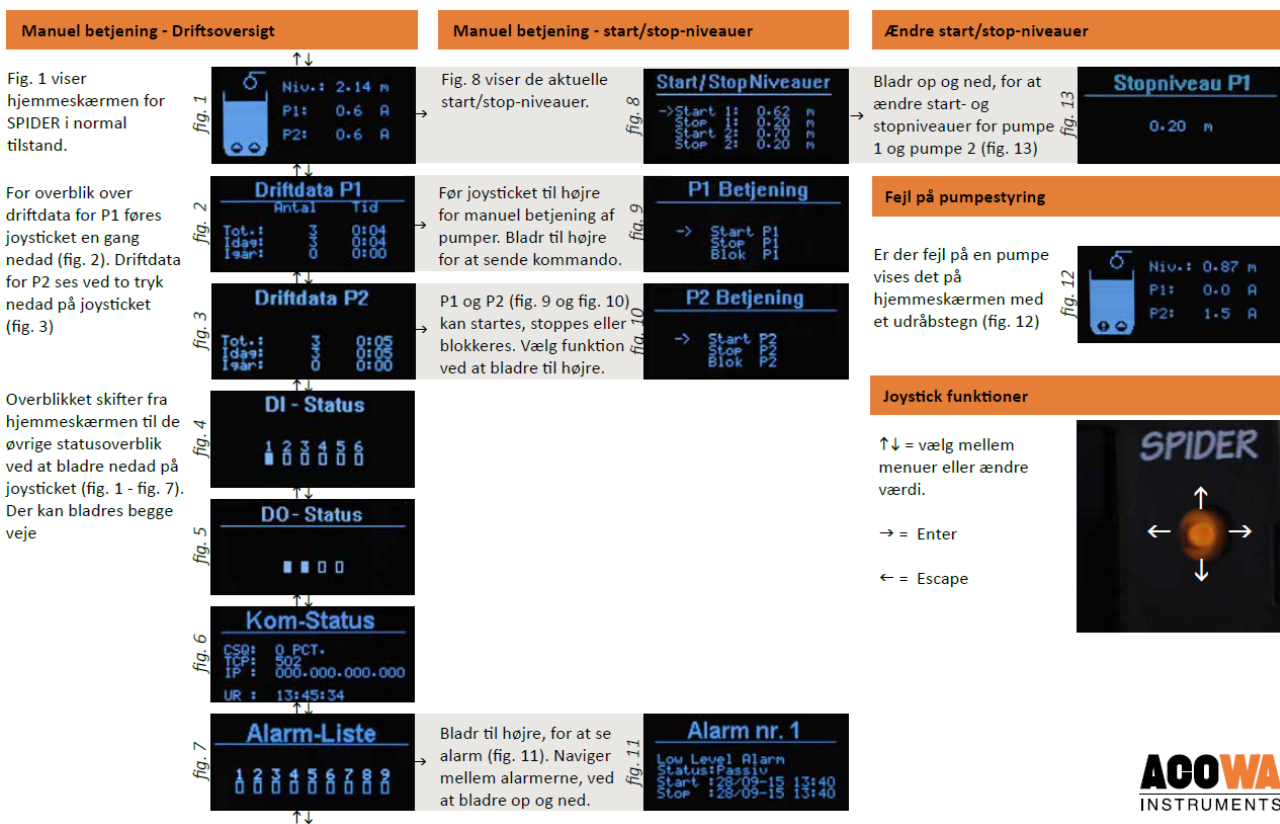 Manuel betjening - Driftsoversigt
Fig. 1 viser
hjemmeskærmen for
SPIDER i normal
tilstand.
fig. 1
Niv.: 2.14 m
P1: 0.6 A
P2: 0.6 A
For overblik over
driftdata for P1 føres
joysticket en gang
nedad (fig. 2). Driftdata
for P2 ses ved to tryk
nedad på joysticket
(fig. 3)
fig. 2
Driftdata P1
Antal Tid
Tot.: 3 0:04
Idag: 3 0:04
Igår: 0 0:00
fig. 3
Driftdata P2
Tot.: 3 0:05
Idag: 3 0:05
Igår: 0 0:00
Overblikket skifter fra
hjemmeskærmen til de
øvrige statusoverblik
ved at bladre nedad på
joysticket (fig. 1 - fig. 7).
Der kan bladres begge
veje
fig. 4
DI - Status
1 2 3 4 5 6
fig. 5
DO - Status
fig. 6
Kom-Status
CSQ: 0 PCT.
TCP: 502
IP : 000.000.000.000
UR : 13:45:34
fig. 7
Alarm-Liste
1 2 3 4 5 6 7 8 9
Manuel betjening - start/stop-niveauer
Fig. 8 viser de aktuelle
start/stop-niveauer.
fig. 8
Start/StopNiveauer
->Start 1: 0.62 m
Stop 1: 0.20 m
Start 2: 0.70 m
Stop 2: 0.20 m
Før joysticket til højre
for manuel betjening af
pumper. Bladr til højre
for at sende kommando.
fig. 9
P1 Betjening
-> Start P1
Stop P1
Blok P1
P1 og P2 (fig. 9 og fig. 10)
kan startes, stoppes eller
blokkeres. Vælg funktion
ved at bladre til højre.
fig. 10
P2 Betjening
-> Start P2
Stop P2
Blok P2
Bladr til højre, for at se
alarm (fig. 11). Naviger
mellem alarmerne, ved
at bladre op og ned.
fig. 11
Alarm nr. 1
Low Level Alarm
Status:Passiv
Start :28/09-15 13:40
Stop :28/09-15 13:40
Ændre start/stop-niveauer
Bladr op og ned, for at
ændre start- og
stopniveauer for pumpe
1 og pumpe 2 (fig. 13)
fig. 13
Stopniveau P1
0.20 m
Fejl på pumpestyring
Er der fejl på en pumpe
vises det på
hjemmeskærmen med
et udråbstegn (fig. 12)
fig. 12
Niv.: 0.87 m
P1: 0.0 A
P2: 1.5 A
Joystick funktioner
↑↓ = vælg mellem
menuer eller ændre
værdi.
→ = Enter
← = Escape
SPIDER
ACOWA
INSTRUMENTS